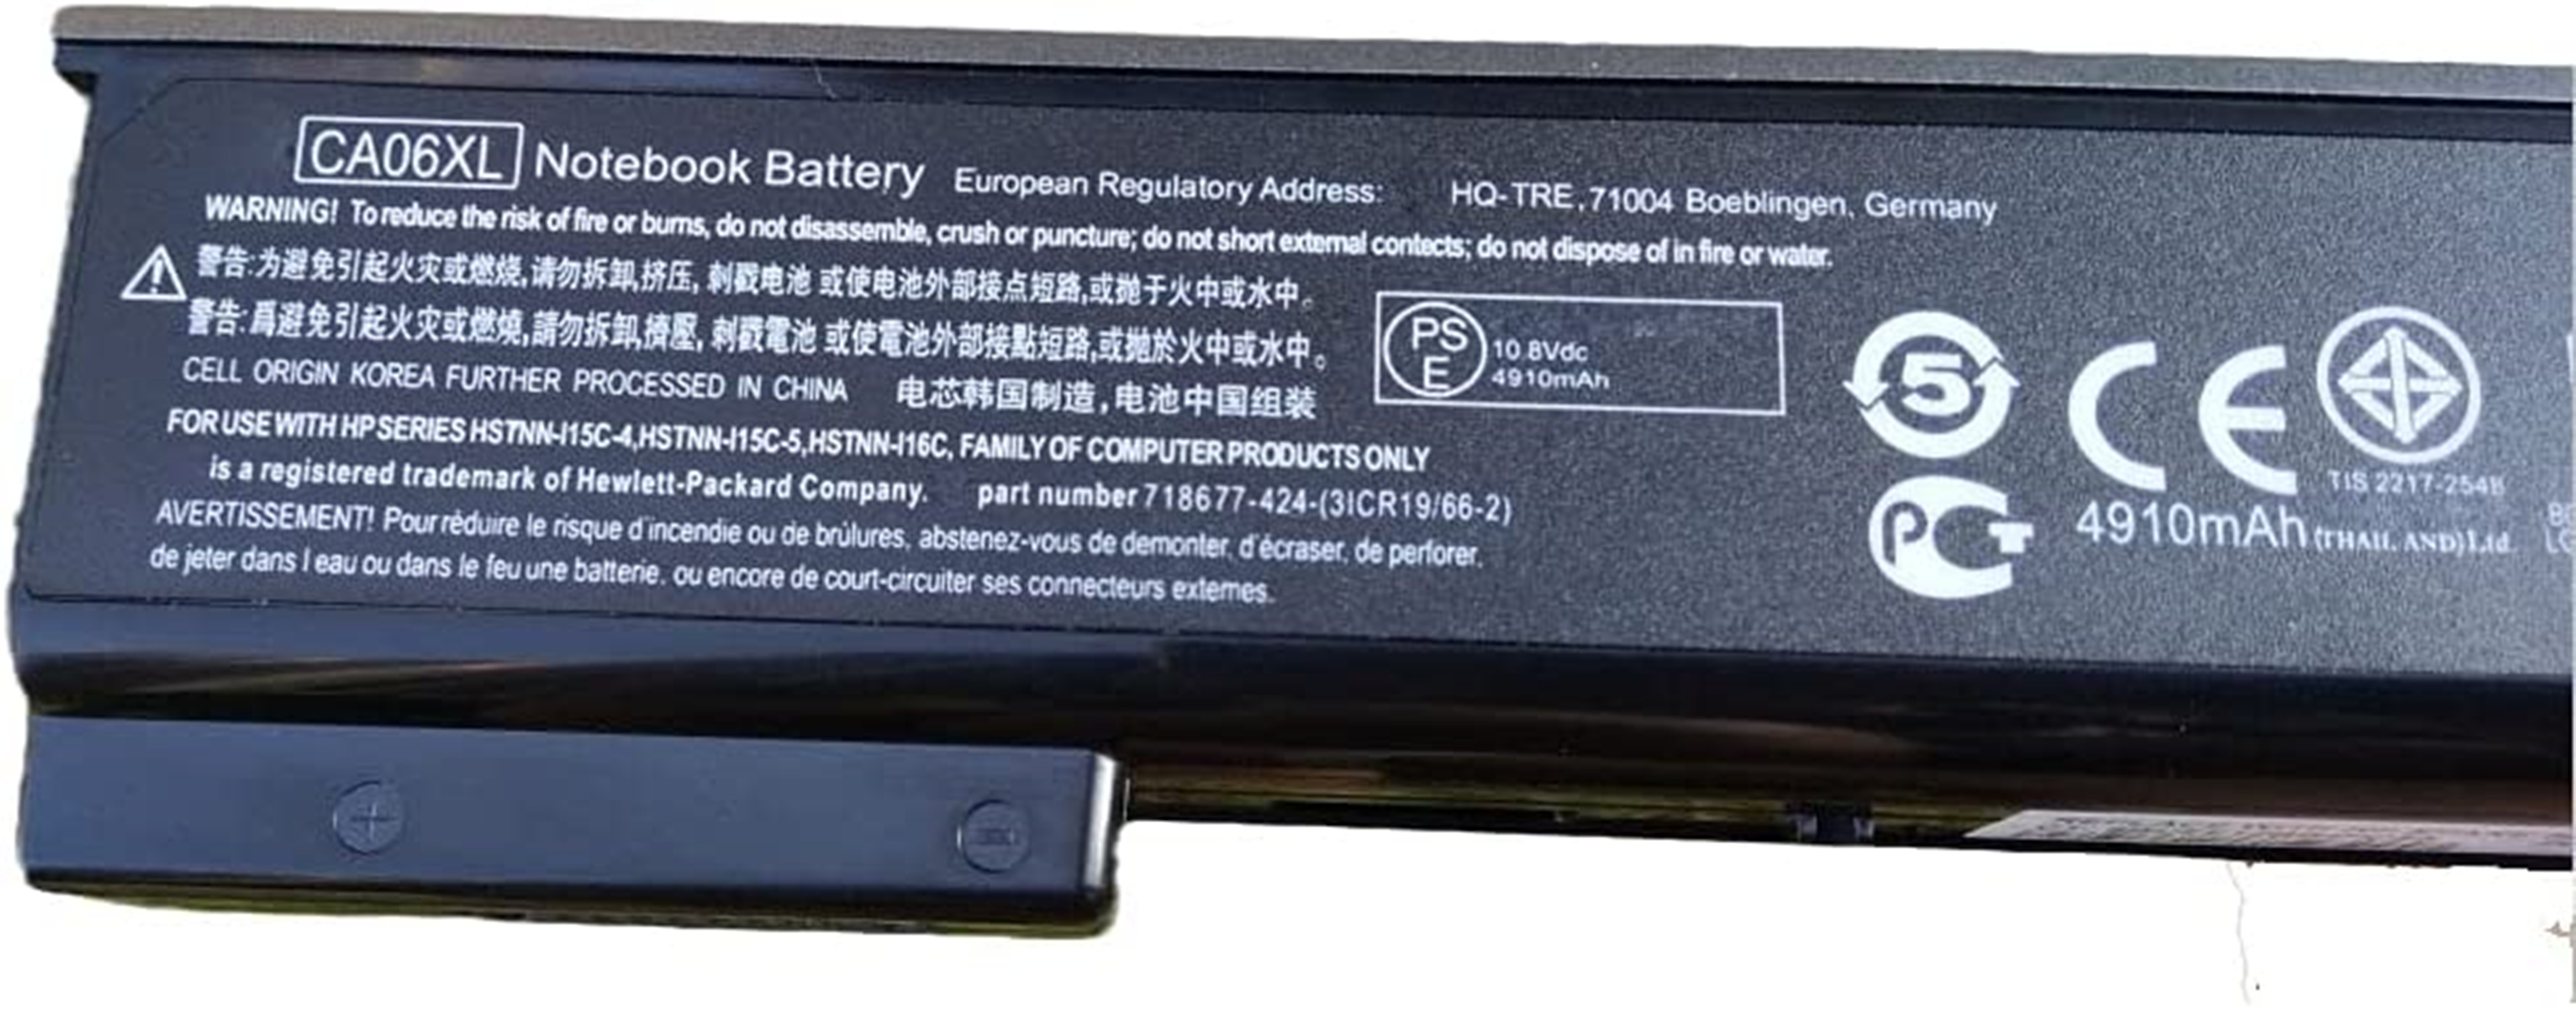 CA06XL Notebook Battery European Regulatory Address: HQ-TRE, 71004 Boeblingen, Germany
WARNING! To reduce the risk of fire or burns, do not disassemble, crush or puncture; do not short external contects; do not dispose of in fire or water.
警告:为避免引起火灾或燃烧,请勿拆卸,挤压, 刺戳电池 或使电池外部接点短路,或抛于火中或水中。
警告:爲避免引起火灾或燃燒,請勿拆卸,擠壓, 刺戳電池 或使電池外部接點短路,或拋於火中或水中。
PS
E
10.8Vdc
4910mAh
CELL ORIGIN KOREA FURTHER PROCESSED IN CHINA 电芯韩国制造,电池中国组装
FOR USE WITH HP SERIES HSTNN-I15C-4,HSTNN-I15C-5,HSTNN-I16C, FAMILY OF COMPUTER PRODUCTS ONLY
is a registered trademark of Hewlett-Packard Company. part number 718677-424-(3ICR19/66-2)
AVERTISSEMENT! Pour réduire le risque d'incendie ou de brûlures, abstenez-vous de demonter, d'écraser, de perforer,
de jeter dans l eau ou dans le feu une batterie, ou encore de court-circuiter ses connecteurs externes.
5
CE
TIS 2217-2548
PCT
4910mAh (THAIL AND)Ltd